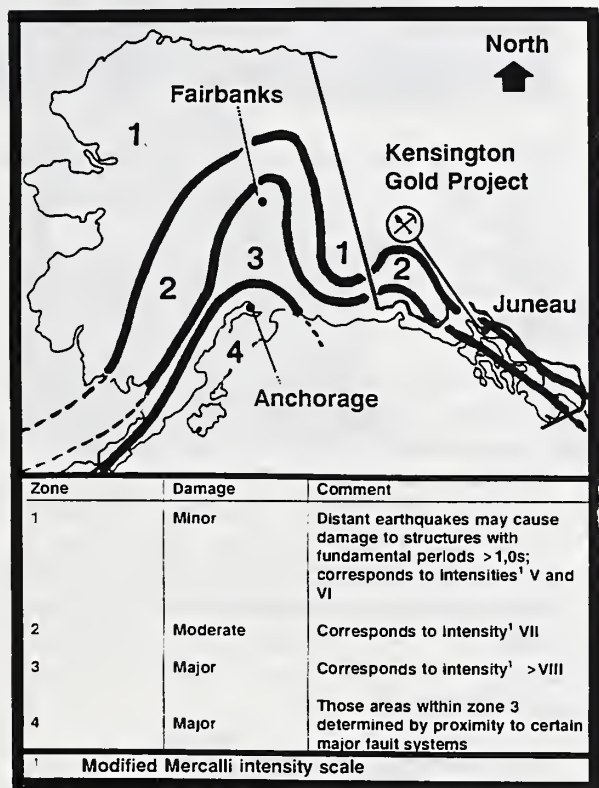 North
Fairbanks
1
Kensington
Gold Project
1
2
3
2
Juneau
4
Anchorage
Zone Damage Comment
1 Minor Distant earthquakes may cause
damage to structures with
fundamental periods >1,0s;
corresponds to intensities¹ V and
VI
2 Moderate Corresponds to intensity¹ VII
3 Major Corresponds to intensity¹ >VIII
4 Major Those areas within zone 3
determined by proximity to certain
major fault systems
¹ Modified Mercalli intensity scale